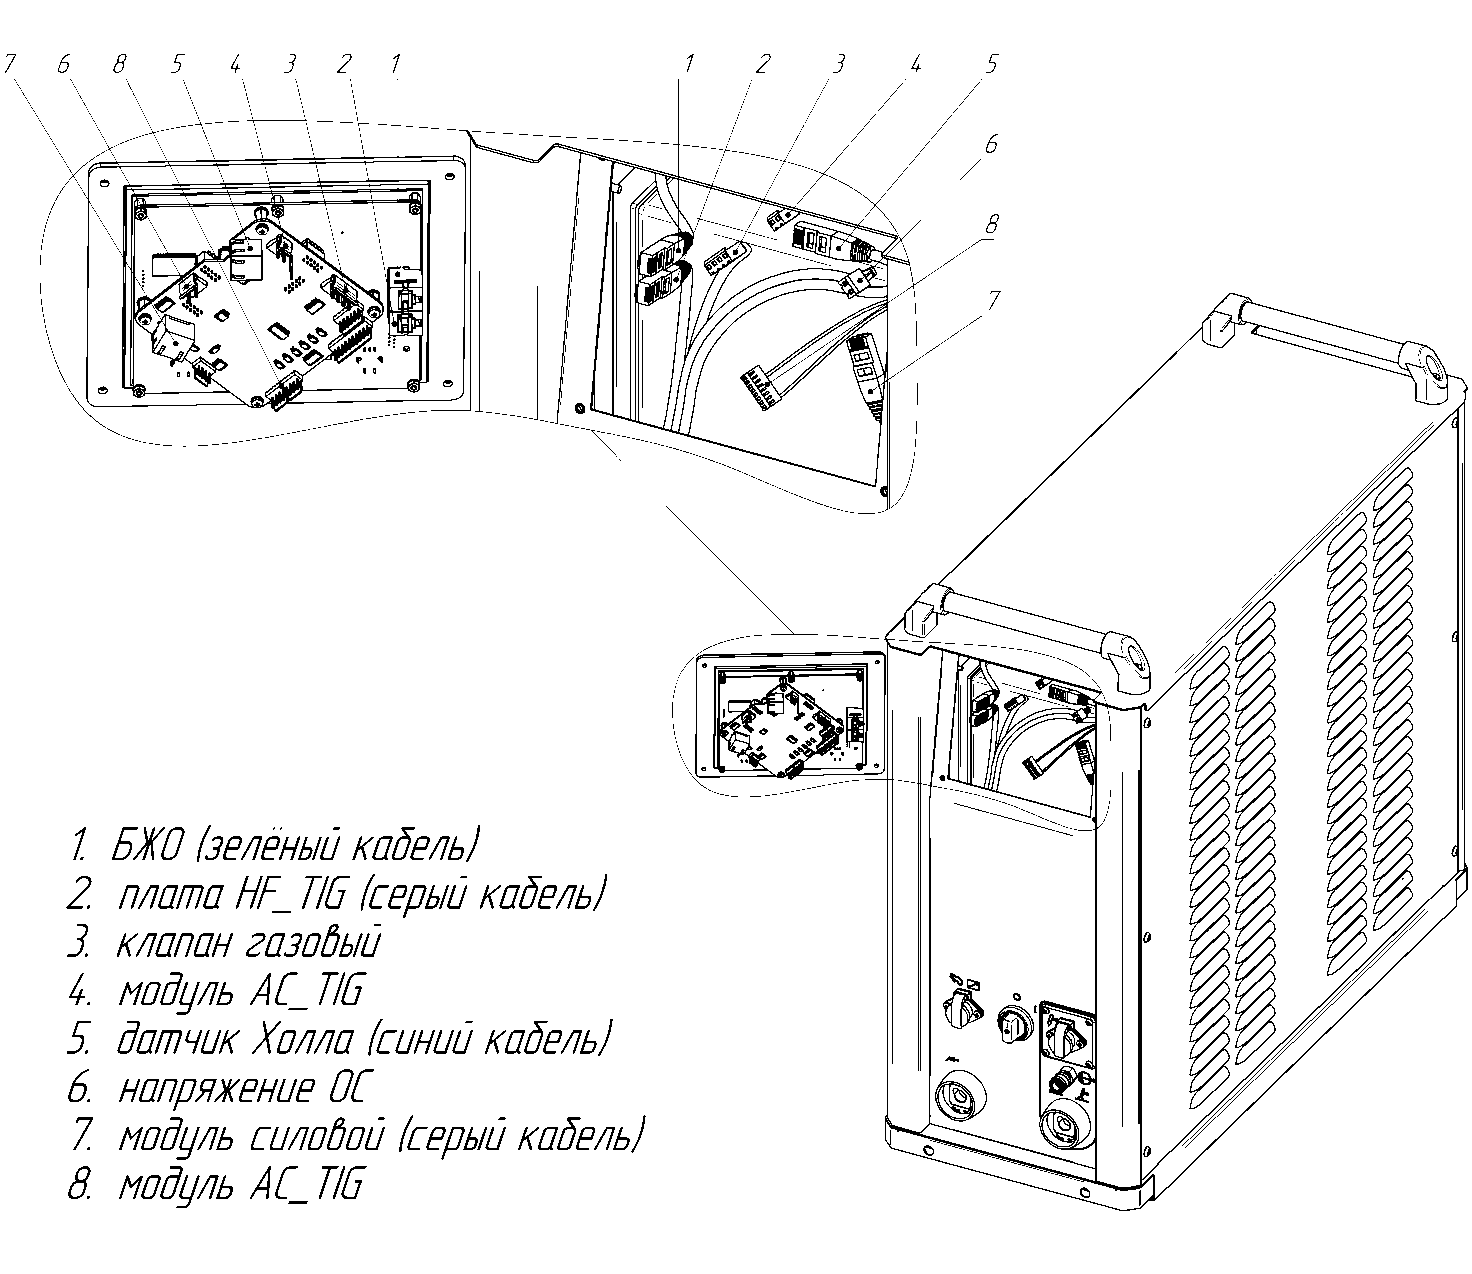 7 6 8 5 4 3 2 1 1 2 3 4 5
6
8
7
1. БЖО (зелёный кабель)
2. плата HF_TIG (серый кабель)
3. клапан газовый
4. модуль AC_TIG
5. датчик Холла (синий кабель)
6. напряжение ОС
7. модуль силовой (серый кабель)
8. модуль AC_TIG